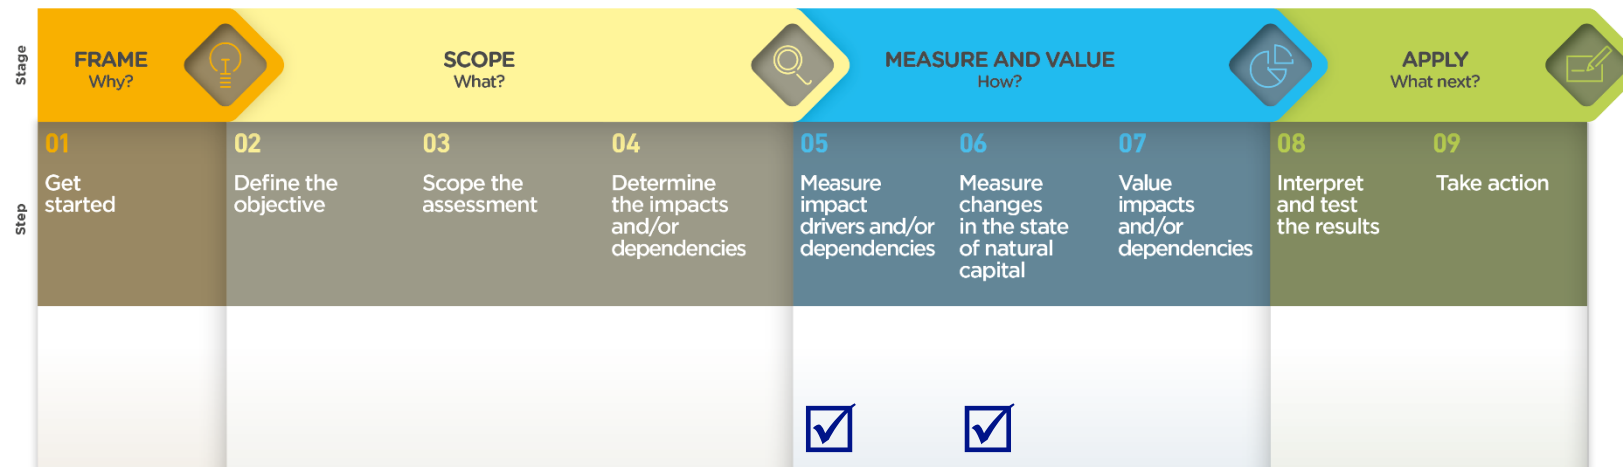 Stage
FRAME
Why?
SCOPE
What?
MEASURE AND VALUE
How?
APPLY
What next?
Step
01
Get
started
02
Define the
objective
03
Scope the
assessment
04
Determine
the impacts
and/or
dependencies
05
Measure
impact
drivers and/or
dependencies
06
Measure
changes
in the state
of natural
capital
07
Value
impacts
and/or
dependencies
08
Interpret
and test
the results
09
Take action